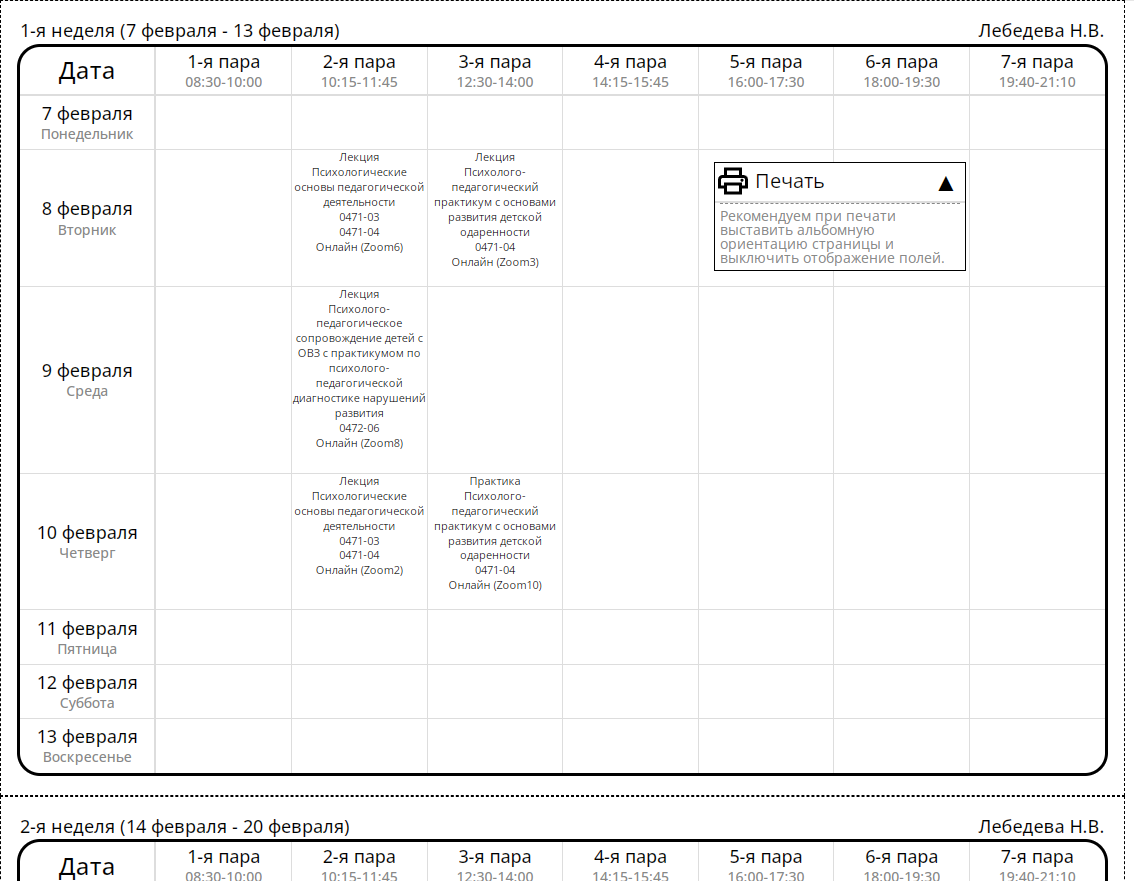 1-я неделя (7 февраля - 13 февраля) Лебедева Н.В.
Дата 1-я пара 2-я пара 3-я пара 4-я пара 5-я пара 6-я пара 7-я пара
08:30-10:00 10:15-11:45 12:30-14:00 14:15-15:45 16:00-17:30 18:00-19:30 19:40-21:10
7 февраля
Понедельник
8 февраля
Вторник
Лекция
Психологические
основы педагогической
деятельности
0471-03
0471-04
Онлайн (Zoom6)
Лекция
Психолого-
педагогический
практикум с основами
развития детской
одаренности
0471-04
Онлайн (Zoom3)
Печать ▲
Рекомендуем при печати
выставить альбомную
ориентацию страницы и
выключить отображение полей.
9 февраля
Среда
Лекция
Психолого-
педагогическое
сопровождение детей с
ОВЗ с практикумом по
психолого-
педагогической
диагностике нарушений
развития
0472-06
Онлайн (Zoom8)
10 февраля
Четверг
Лекция
Психологические
основы педагогической
деятельности
0471-03
0471-04
Онлайн (Zoom2)
Практика
Психолого-
педагогический
практикум с основами
развития детской
одаренности
0471-04
Онлайн (Zoom10)
11 февраля
Пятница
12 февраля
Суббота
13 февраля
Воскресенье
2-я неделя (14 февраля - 20 февраля) Лебедева Н.В.
Дата 1-я пара 2-я пара 3-я пара 4-я пара 5-я пара 6-я пара 7-я пара
08:30-10:00 10:15-11:45 12:30-14:00 14:15-15:45 16:00-17:30 18:00-19:30 19:40-21:10